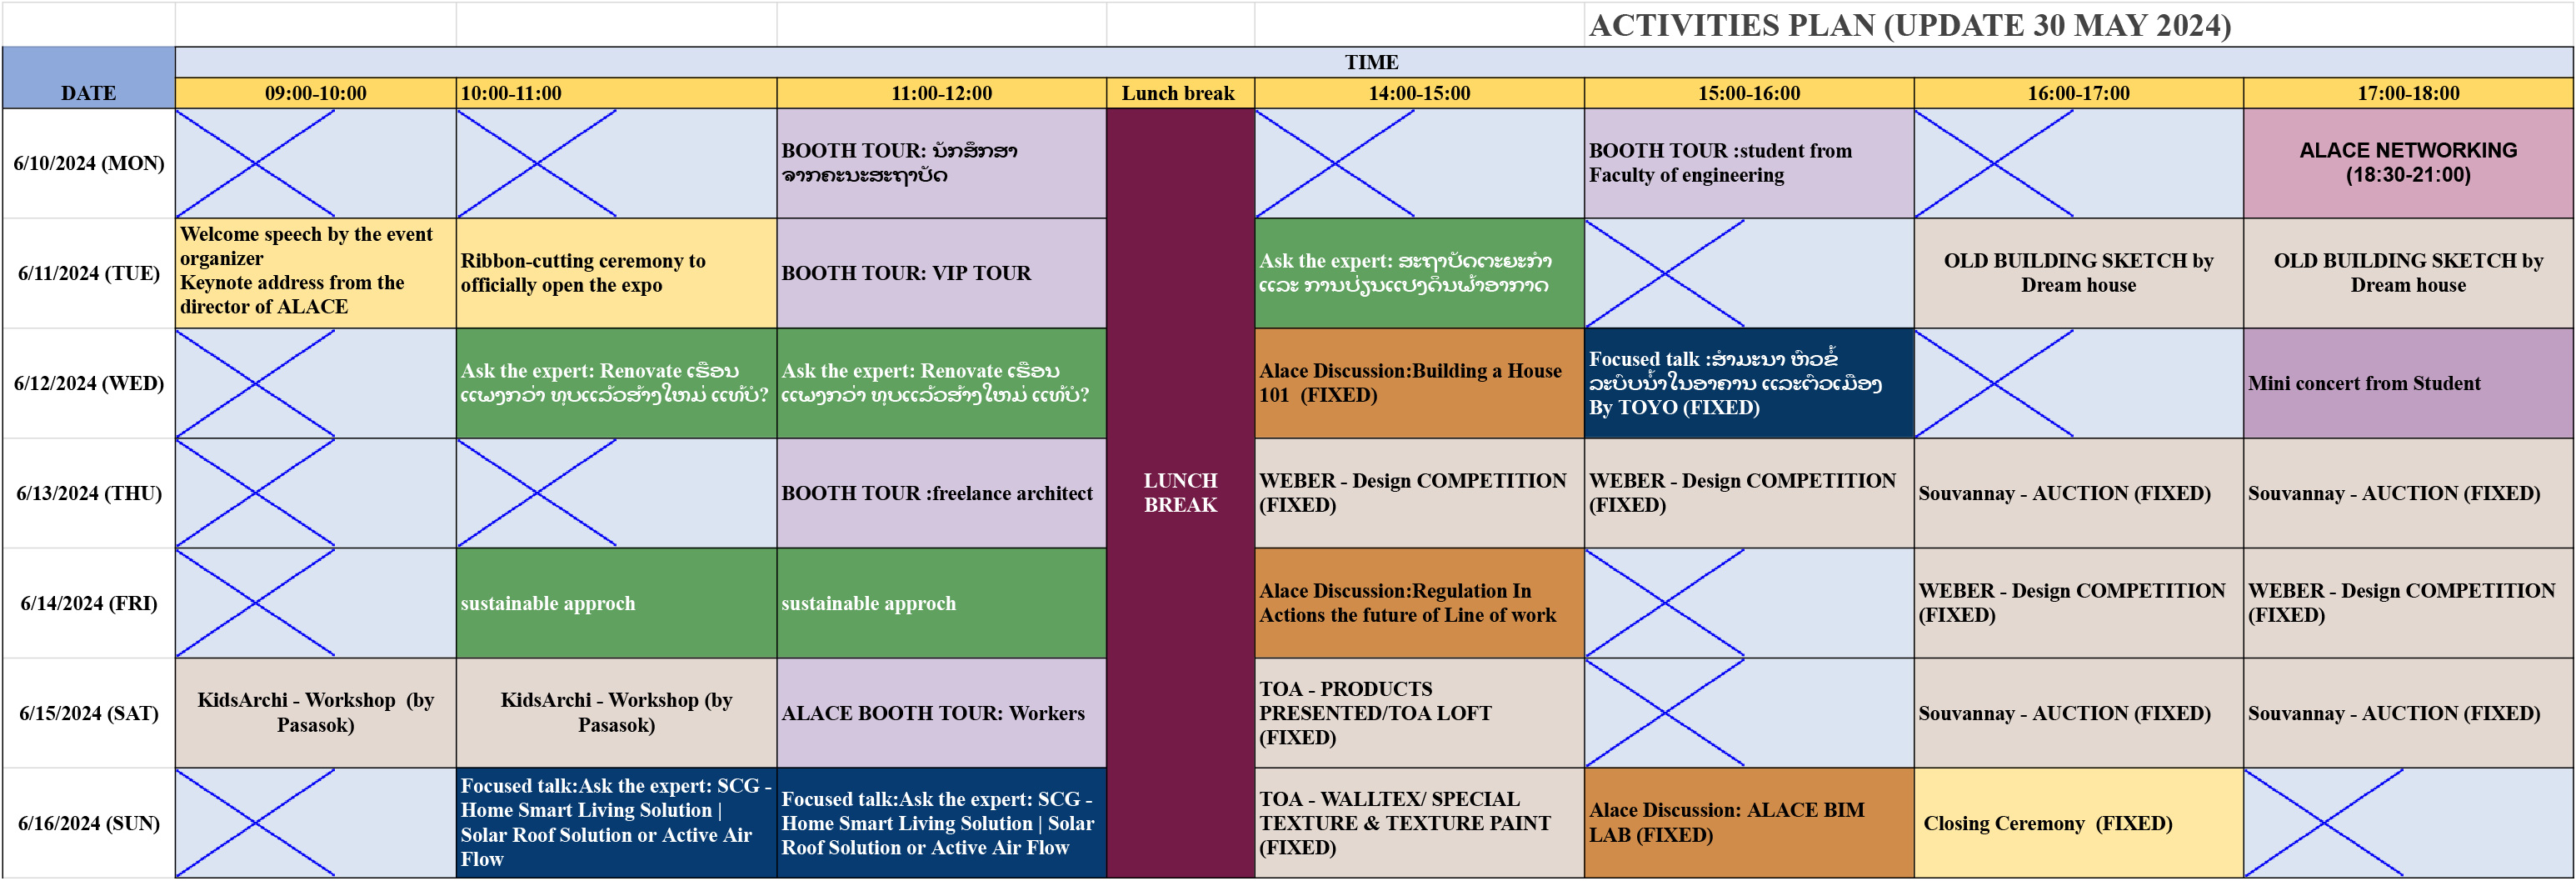 ACTIVITIES PLAN (UPDATE 30 MAY 2024)
TIME
DATE
09:00-10:00
10:00-11:00
11:00-12:00
Lunch break
14:00-15:00
15:00-16:00
16:00-17:00
17:00-18:00
6/10/2024 (MON)
BOOTH TOUR: ນັກສຶກສາ
ຈາກຄະນະສະຖາປັດ
BOOTH TOUR :student from
Faculty of engineering
ALACE NETWORKING
(18:30-21:00)
6/11/2024 (TUE)
Welcome speech by the event
organizer
Keynote address from the
director of ALACE
Ribbon-cutting ceremony to
officially open the expo
BOOTH TOUR: VIP TOUR
Ask the expert: ສະຖາປັດຕະຍະກຳ
ແລະ ການປ່ຽນແປງດິນຟ້າອາກາດ
OLD BUILDING SKETCH by
Dream house
OLD BUILDING SKETCH by
Dream house
6/12/2024 (WED)
Ask the expert: Renovate ເຮືອນ
ແພງກວ່າ ທຸບແລ້ວສ້າງໃຫມ່ ແທ້ບໍ?
Ask the expert: Renovate ເຮືອນ
ແພງກວ່າ ທຸບແລ້ວສ້າງໃຫມ່ ແທ້ບໍ?
Alace Discussion:Building a House
101  (FIXED)
Focused talk :ສຳມະນາ ຫົວຂໍ້
ລະບົບນ້ຳໃນອາຄານ ແລະຕົວເມືອງ
By TOYO (FIXED)
Mini concert from Student
6/13/2024 (THU)
BOOTH TOUR :freelance architect
LUNCH
BREAK
WEBER - Design COMPETITION
(FIXED)
WEBER - Design COMPETITION
(FIXED)
Souvannay - AUCTION (FIXED)
Souvannay - AUCTION (FIXED)
6/14/2024 (FRI)
sustainable approch
sustainable approch
Alace Discussion:Regulation In
Actions the future of Line of work
WEBER - Design COMPETITION
(FIXED)
WEBER - Design COMPETITION
(FIXED)
6/15/2024 (SAT)
KidsArchi - Workshop  (by
Pasasok)
KidsArchi - Workshop (by
Pasasok)
ALACE BOOTH TOUR: Workers
TOA - PRODUCTS
PRESENTED/TOA LOFT
(FIXED)
Souvannay - AUCTION (FIXED)
Souvannay - AUCTION (FIXED)
6/16/2024 (SUN)
Focused talk:Ask the expert: SCG -
Home Smart Living Solution |
Solar Roof Solution or Active Air
Flow
Focused talk:Ask the expert: SCG -
Home Smart Living Solution | Solar
Roof Solution or Active Air Flow
TOA - WALLTEX/ SPECIAL
TEXTURE & TEXTURE PAINT
(FIXED)
Alace Discussion: ALACE BIM
LAB (FIXED)
Closing Ceremony  (FIXED)